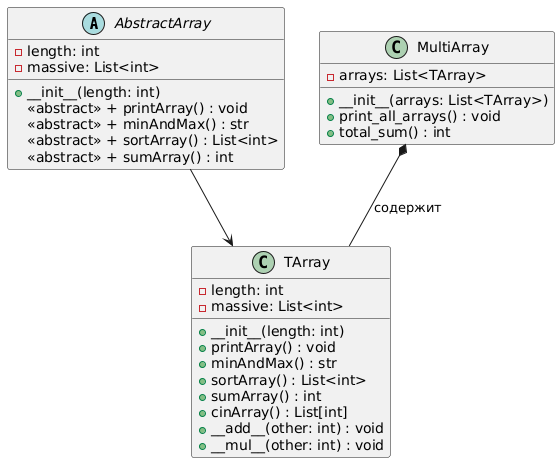 A AbstractArray
length: int
massive: List<int>
__init__(length: int)
«abstract» + printArray() : void
«abstract» + minAndMax() : str
«abstract» + sortArray() : List<int>
«abstract» + sumArray() : int
C MultiArray
arrays: List<TArray>
__init__(arrays: List<TArray>)
print_all_arrays() : void
total_sum() : int
содержит
C TArray
length: int
massive: List<int>
__init__(length: int)
printArray() : void
minAndMax() : str
sortArray() : List<int>
sumArray() : int
cinArray() : List[int]
__add__(other: int) : void
__mul__(other: int) : void